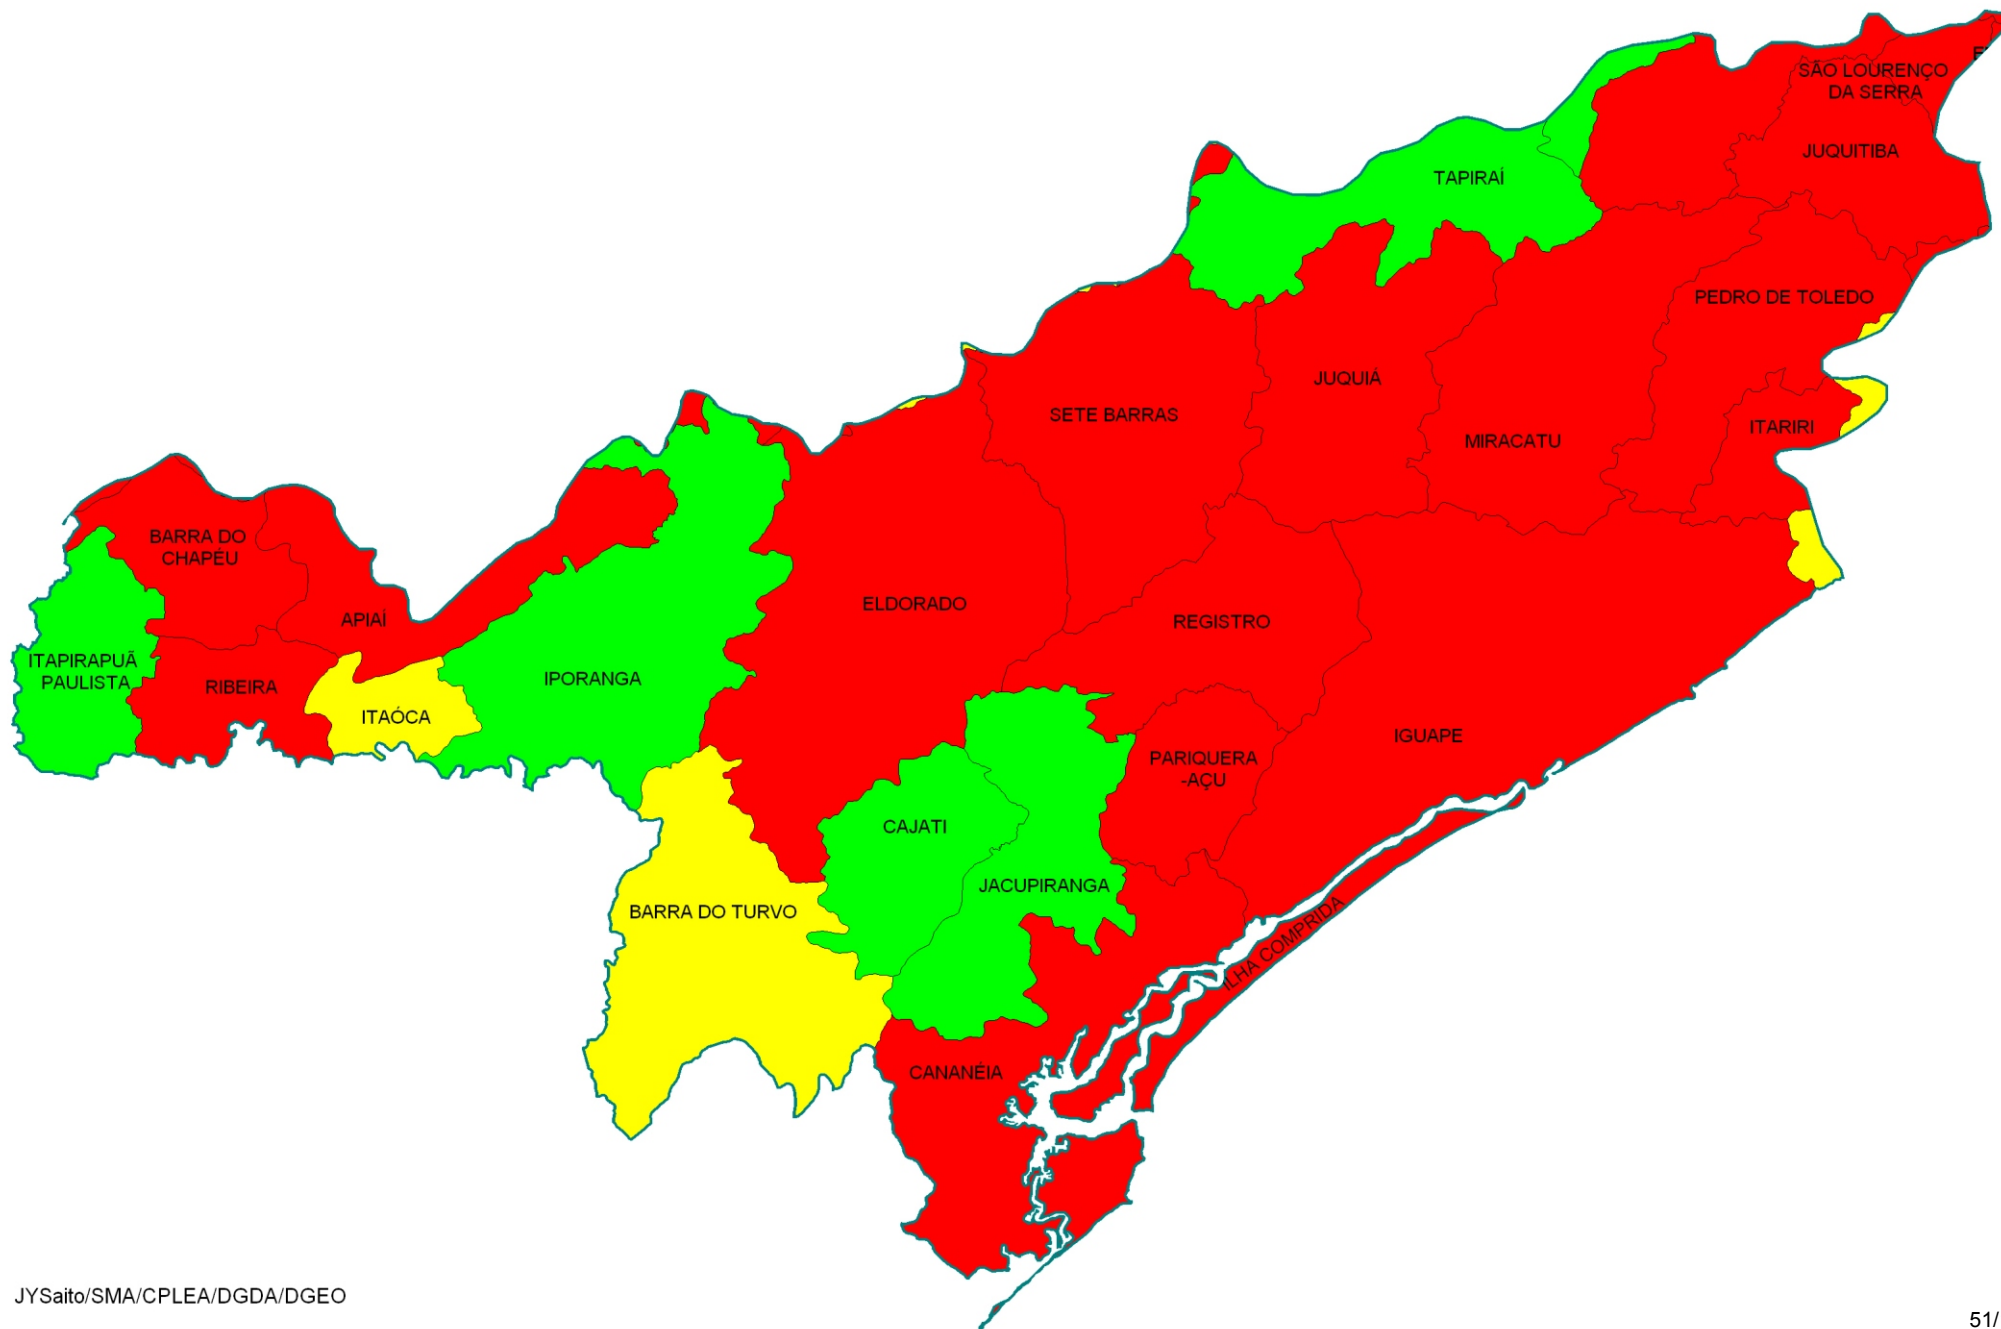 SÃO LOURENÇO
DA SERRA
JUQUITIBA
TAPIRAÍ
PEDRO DE TOLEDO
JUQUIÁ
SETE BARRAS
ITARIRI
MIRACATU
BARRA DO
CHAPÉU
APIAÍ
ELDORADO
REGISTRO
ITAPIRAPUÃ
PAULISTA
RIBEIRA
IPORANGA
ITAÓCA
IGUAPE
PARIQUERA
-AÇU
CAJATI
JACUPIRANGA
BARRA DO TURVO
ILHA COMPRIDA
CANANÉIA
JYSaito/SMA/CPLEA/DGDA/DGEO
51/